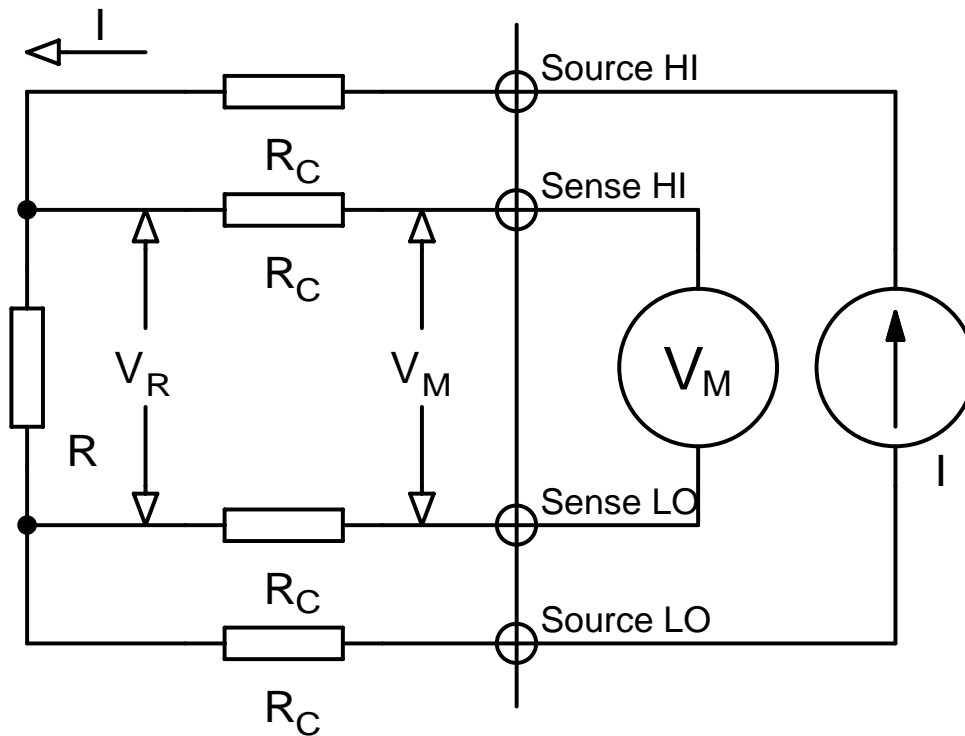 I
Source HI
R_C
Sense HI
R_C
V_R
V_M
V_M
R
I
Sense LO
R_C
Source LO
R_C